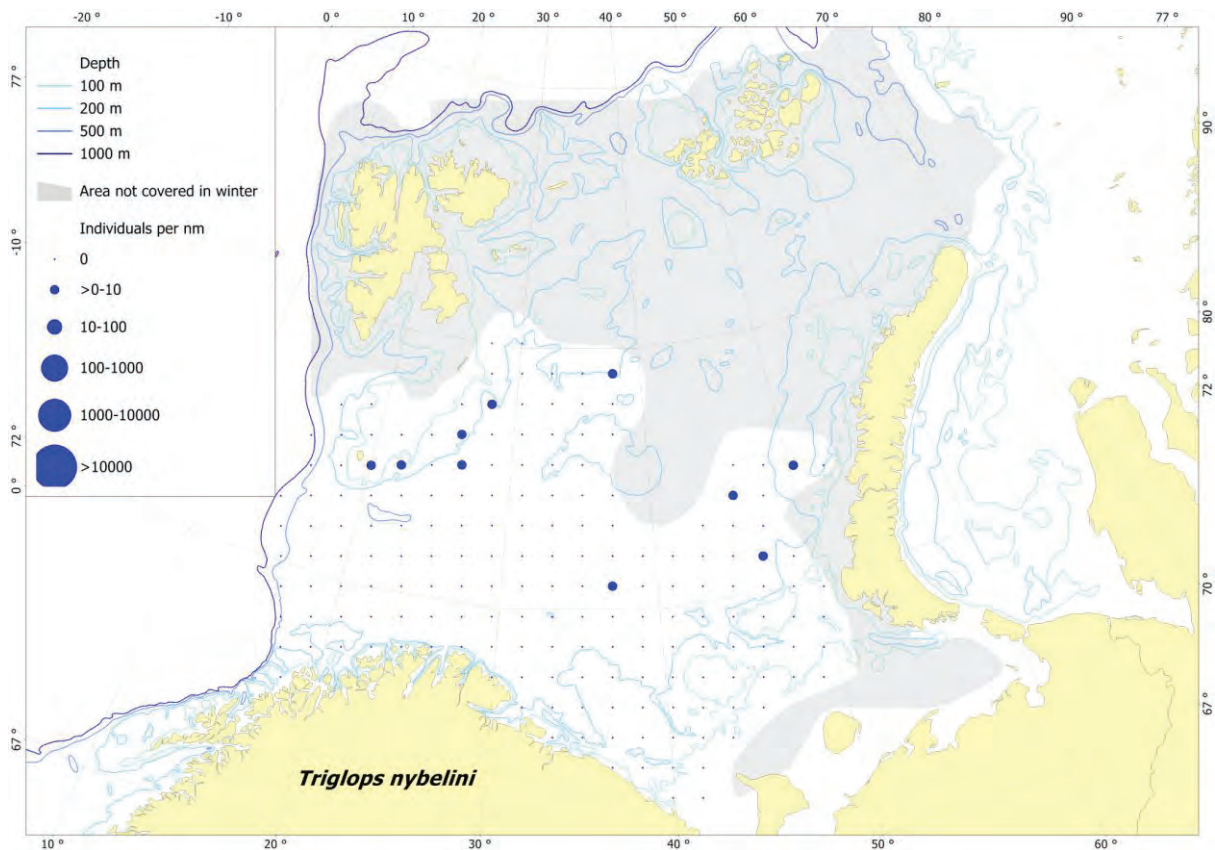 -20 ° -10 ° 0 ° 10 ° 20 ° 30 ° 40 ° 50 ° 60 ° 70 ° 80 ° 90 ° 77 °
77 °
-10 °
72 °
0 °
67 °
Depth
100 m
200 m
500 m
1000 m
Area not covered in winter
Individuals per nm
0
>0-10
10-100
100-1000
1000-10000
>10000
90 °
80 °
72 °
70 °
67 °
Triglops nybelini
10 ° 20 ° 30 ° 40 ° 50 ° 60 °